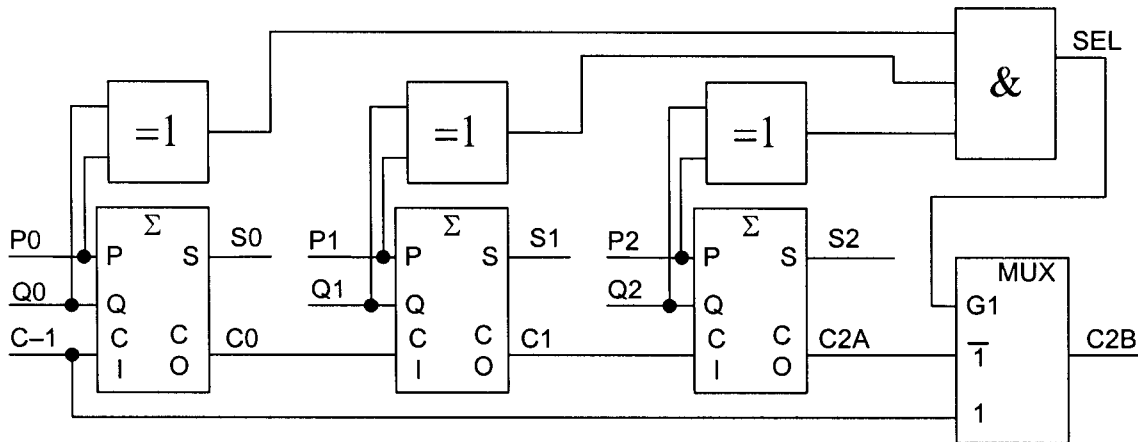 SEL
&
=1
=1
=1
Σ
Σ
Σ
P0
P
S
S0
P1
P
S
S1
P2
P
S
S2
MUX
Q0
Q
Q1
Q
Q2
Q
G1
C–1
C
I
C
O
C0
C
I
C
O
C1
C
I
C
O
C2A
1
C2B
1